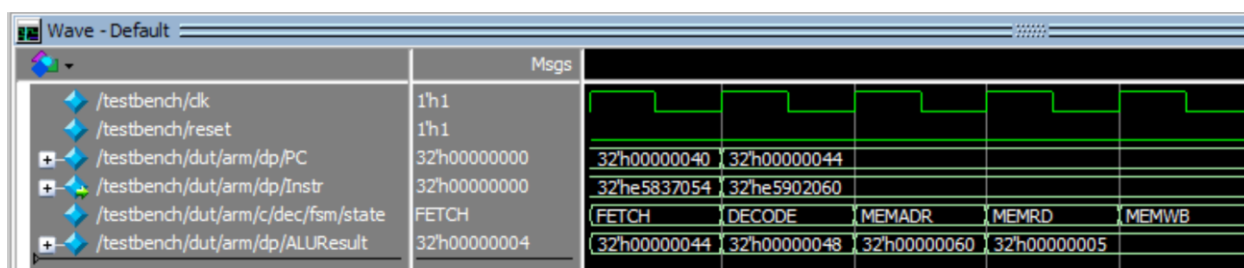 Wave - Default
Msgs
/testbench/clk 1'h1
/testbench/reset 1'h1
/testbench/dut/arm/dp/PC 32'h00000000 32'h00000040 32'h00000044
/testbench/dut/arm/dp/Instr 32'h00000000 32'he5837054 32'he5902060
/testbench/dut/arm/c/dec/fsm/state FETCH FETCH DECODE MEMADR MEMRD MEMWB
/testbench/dut/arm/dp/ALUResult 32'h00000004 32'h00000044 32'h00000048 32'h00000060 32'h00000005